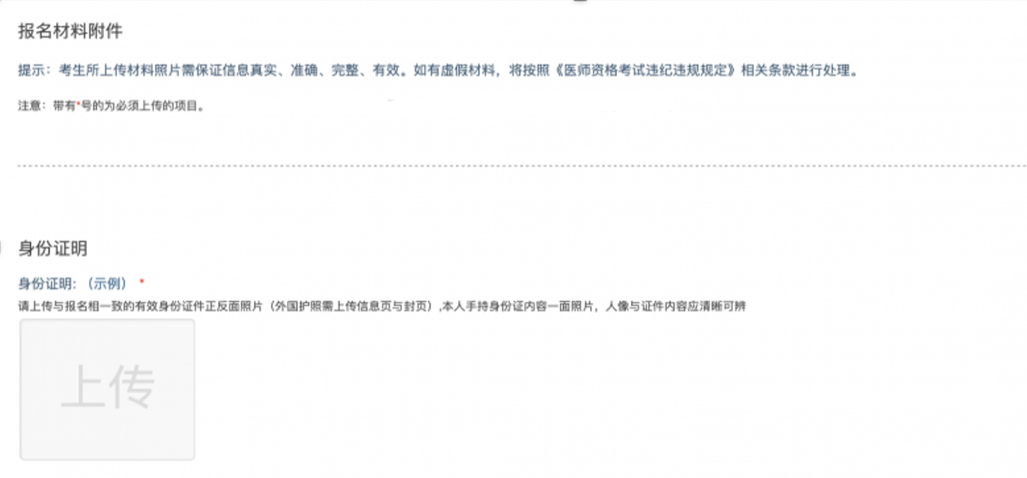 报名材料附件
提示：考生所上传材料照片需保证信息真实、准确、完整、有效。如有虚假材料，将按照《医师资格考试违纪违规规定》相关条款进行处理。
注意：带有*号的为必须上传的项目。
身份证明
身份证明:（示例） *
请上传与报名相一致的有效身份证件正反面照片（外国护照需上传信息页与封页）,本人手持身份证内容一面照片，人像与证件内容应清晰可辨
上传